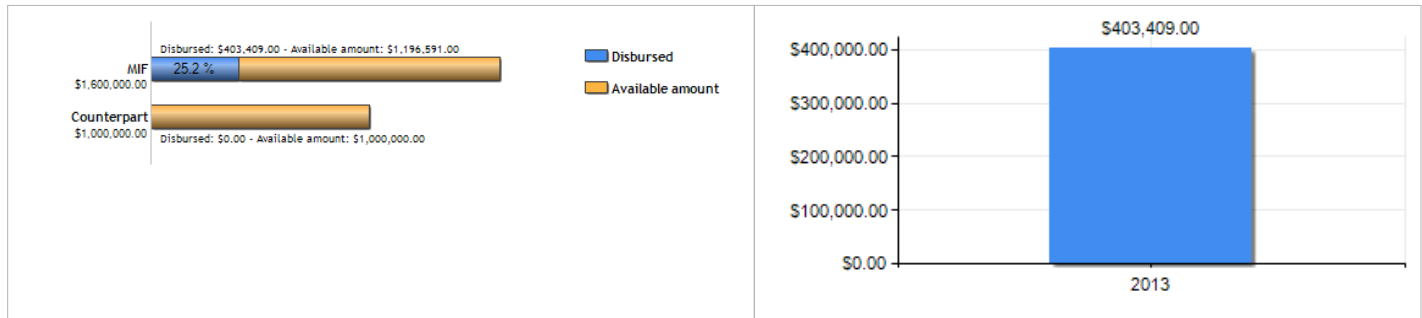 Disbursed: $403,409.00 - Available amount: $1,196,591.00
MIF
25.2 %
$1,600,000.00
Counterpart
$1,000,000.00
Disbursed: $0.00 - Available amount: $1,000,000.00
Disbursed
Available amount
$403,409.00
$400,000.00
$300,000.00
$200,000.00
$100,000.00
$0.00
2013